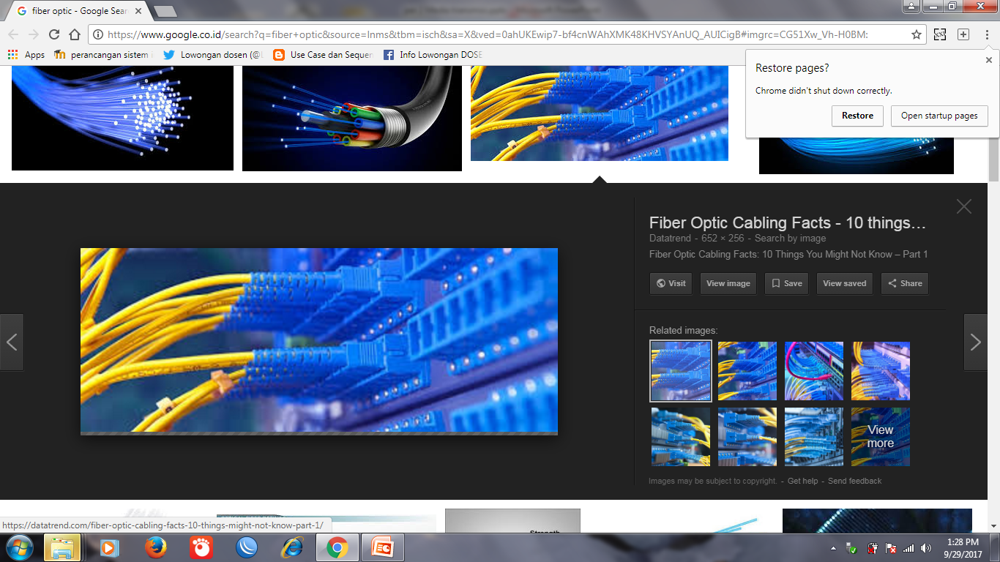 fiber optic - Google Sear
https://www.google.co.id/search?q=fiber+optic&source=lnms&tbm=isch&sa=X&ved=0ahUKEwip7-bf4cnWAhXMK48KHVSYAnUQ_AUICigB#imgrc=CG51Xw_Vh-H0BM:
Apps perancangan sistem i Lowongan dosen (@L Use Case dan Sequen Info Lowongan DOSE
Restore pages?
Chrome didn't shut down correctly.
Restore Open startup pages
Fiber Optic Cabling Facts - 10 things…
Datatrend - 652 × 256 - Search by image
Fiber Optic Cabling Facts: 10 Things You Might Not Know – Part 1
Visit View image Save View saved Share
Related images:
View
more
Images may be subject to copyright. - Get help - Send feedback
Strength
https://datatrend.com/fiber-optic-cabling-facts-10-things-might-not-know-part-1/
1:28 PM
9/29/2017